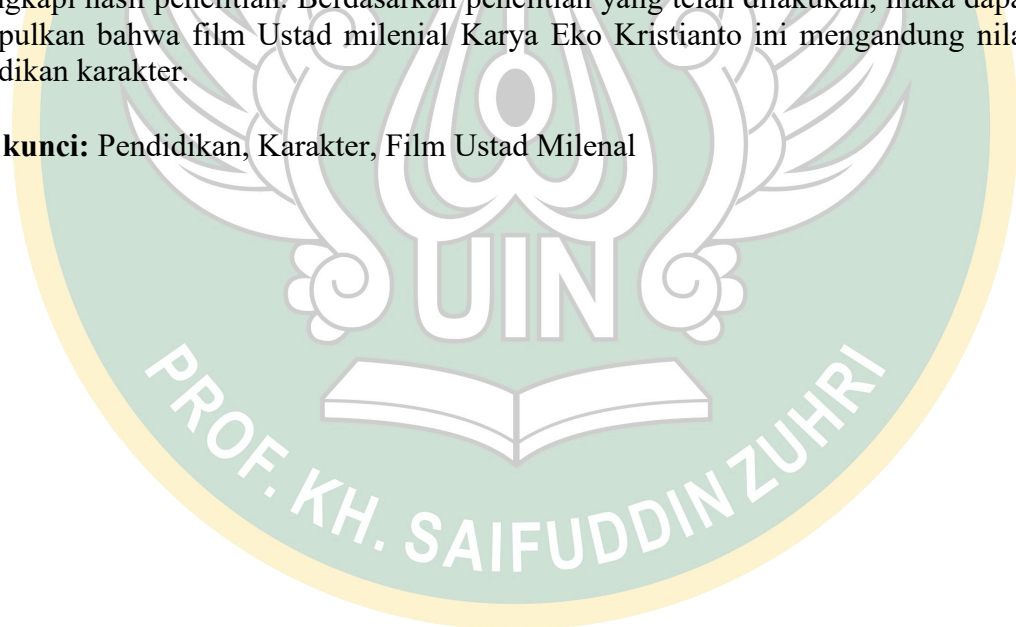 ngkapi hasil penelitian. Berdasarkan penelitian yang telah dilakukan, maka dapa
pulkan bahwa film Ustad milenial Karya Eko Kristianto ini mengandung nila
dikan karakter.
kunci: Pendidikan, Karakter, Film Ustad Milenal
UIN
PROF. KH. SAIFUDDIN ZUHRI